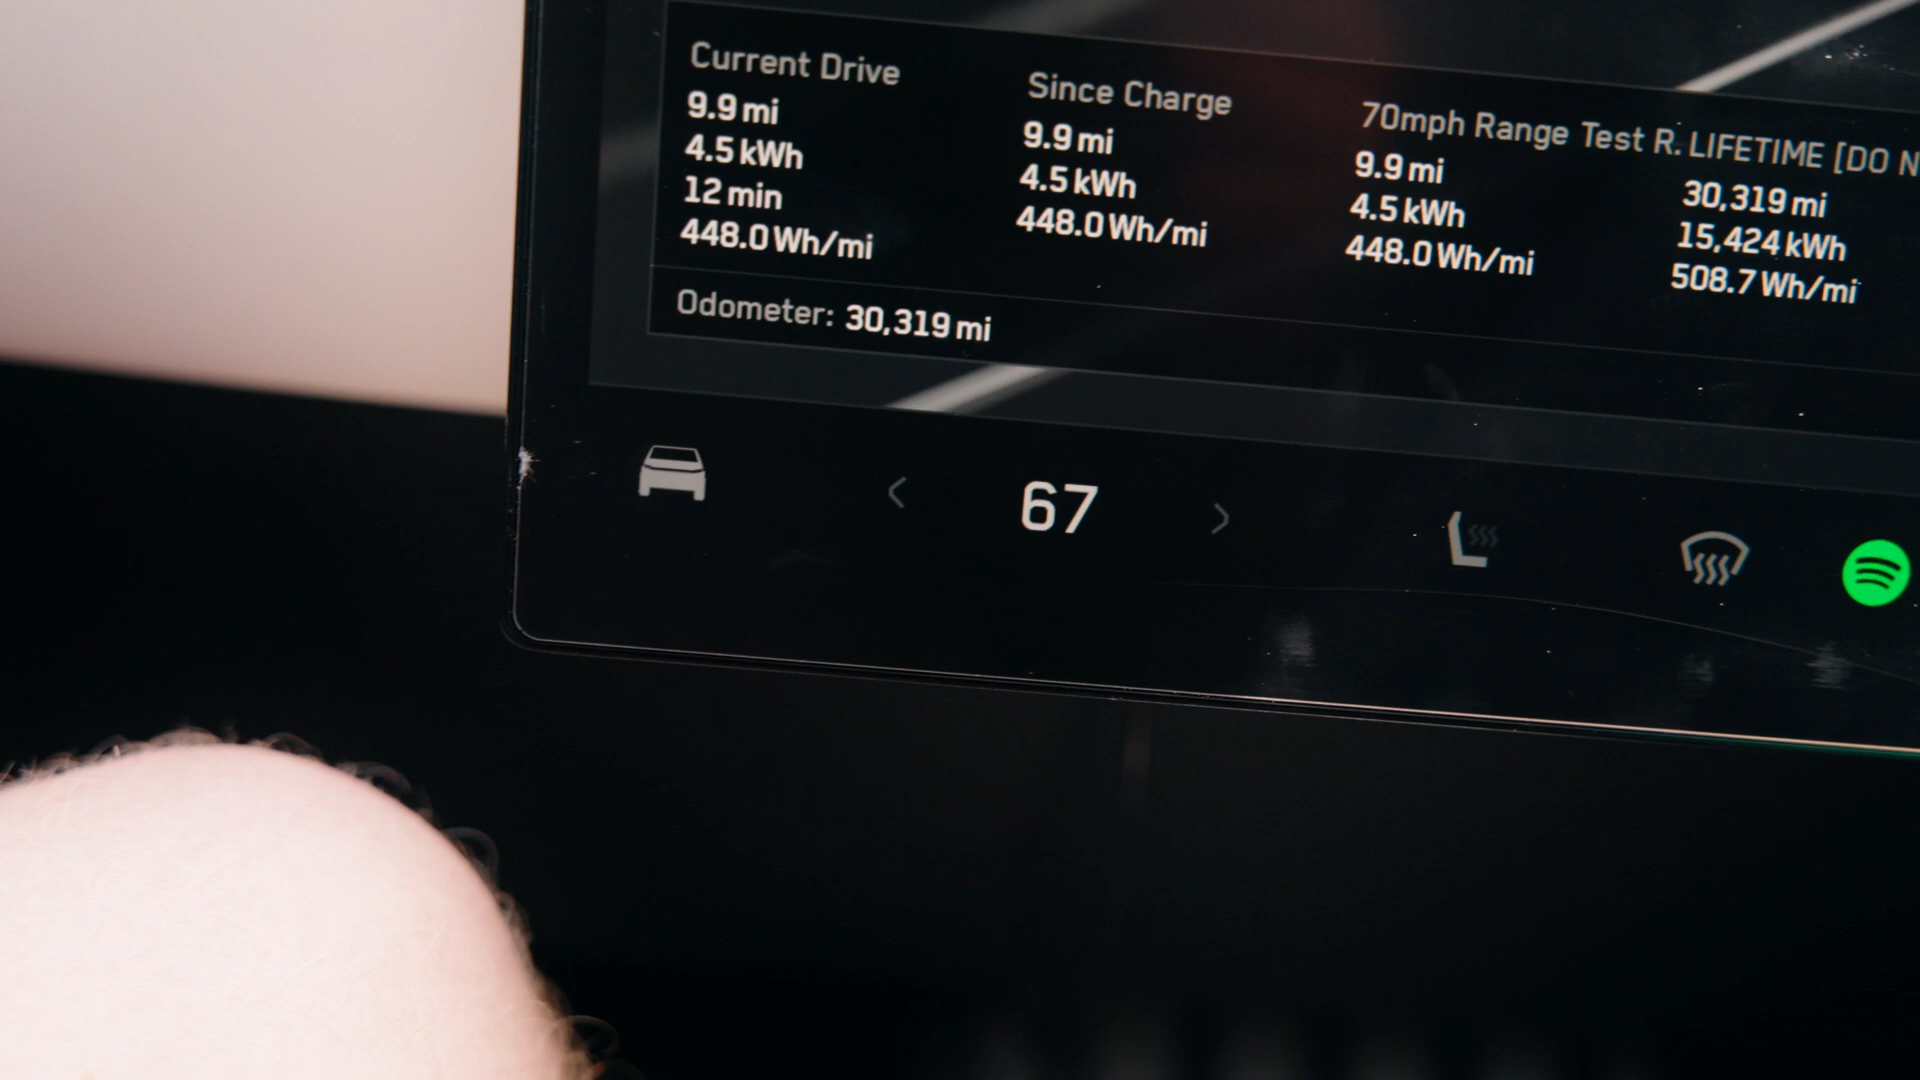 Current Drive
9.9 mi
4.5 kWh
12 min
448.0 Wh/mi
Since Charge
9.9 mi
4.5 kWh
448.0 Wh/mi
70mph Range Test R.
9.9 mi
4.5 kWh
448.0 Wh/mi
LIFETIME [DO N
30,319 mi
15,424 kWh
508.7 Wh/mi
Odometer: 30,319 mi
67